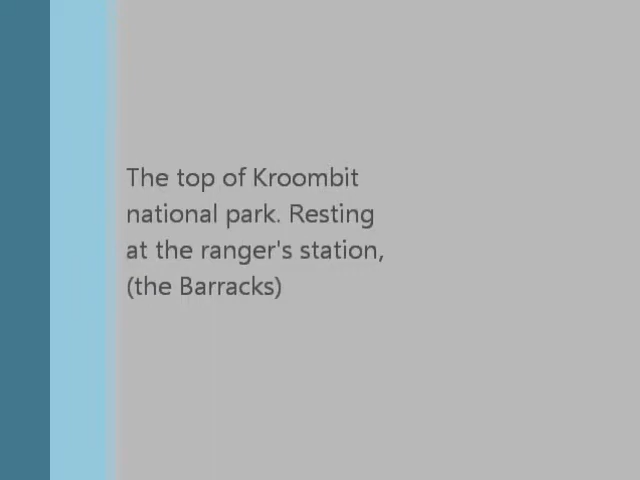 The top of Kroombit
national park. Resting
at the ranger's station,
(the Barracks)